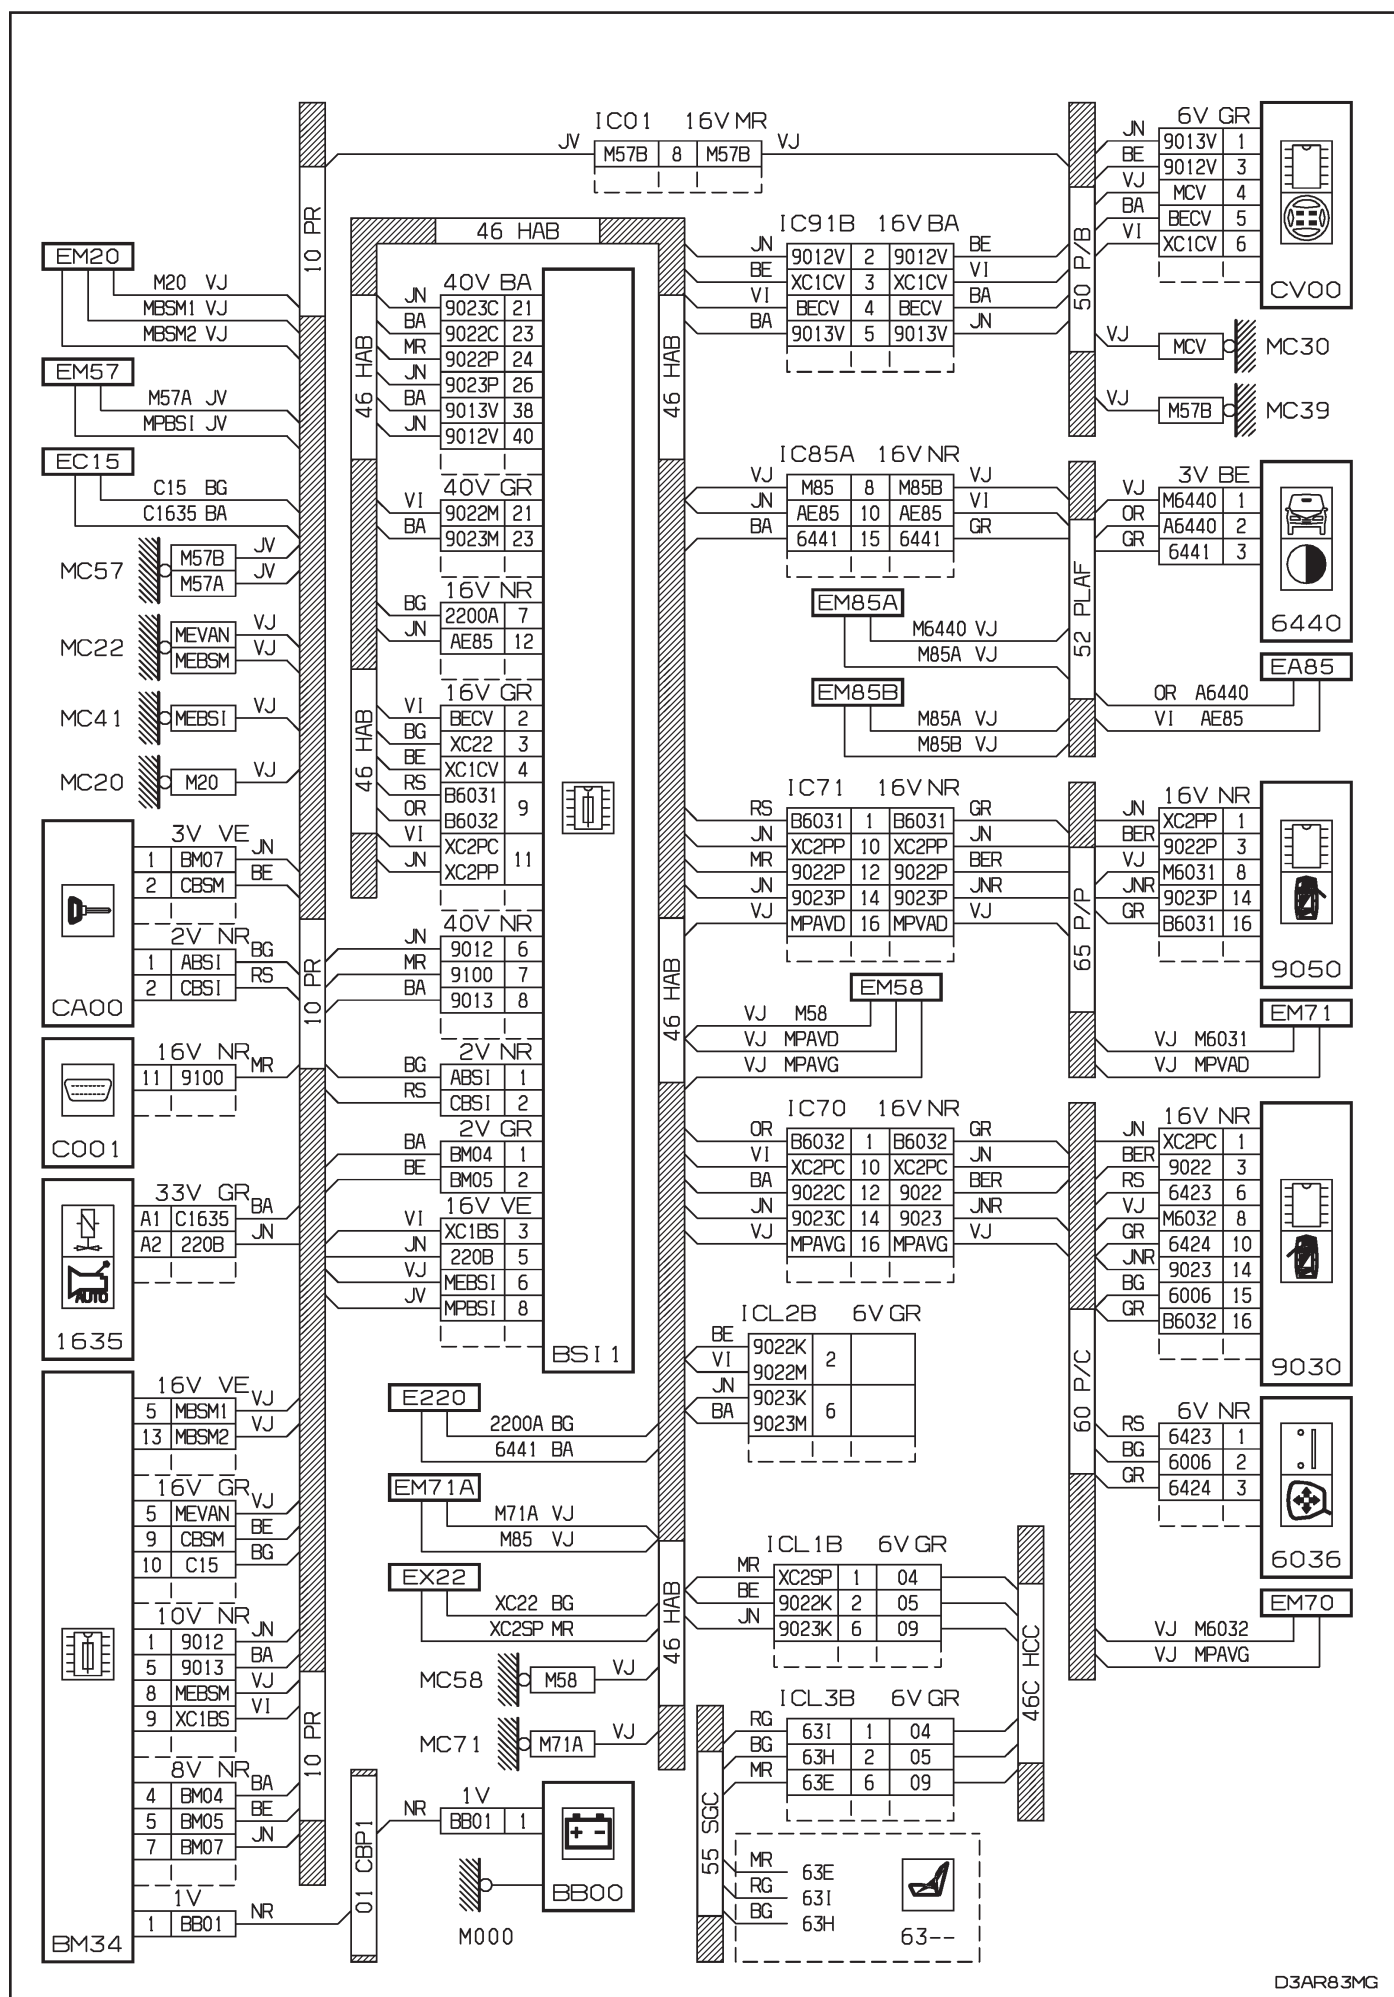 IC01 16V MR
JV M57B 8 M57B VJ
10 PR
46 HAB
EM20
M20 VJ
MBSM1 VJ
MBSM2 VJ
EM57
M57A JV
MPBSI JV
EC15
C15 BG
C1635 BA
MC57
M57B JV
M57A JV
MC22
MEVAN VJ
MEBSM VJ
MC41
MEBSI VJ
MC20
M20 VJ
CA00
3V VE
1 BM07 JN
2 CBSM BE
2V NR
1 ABSI BG
2 CBSI RS
10 PR
C001
16V NR
11 9100 MR
1635
AUTO
33V GR
A1 C1635 BA
A2 220B JN
BM34
16V VE
5 MBSM1 VJ
13 MBSM2 VJ
16V GR
5 MEVAN VJ
9 CBSM BE
10 C15 BG
10V NR
1 9012 JN
5 9013 BA
8 MEBSM VJ
9 XC1BS VI
10 PR
8V NR
4 BM04 BA
5 BM05 BE
7 BM07 JN
1V
1 BB01 NR
46 HAB
40V BA
JN 9023C 21
BA 9022C 23
MR 9022P 24
JN 9023P 26
BA 9013V 38
JN 9012V 40
40V GR
VI 9022M 21
BA 9023M 23
16V NR
BG 2200A 7
JN AE85 12
46 HAB
16V GR
VI BECV 2
BG XC22 3
BE XC1CV 4
RS B6031 9
OR B6032
VI XC2PC 11
JN XC2PP
40V NR
JN 9012 6
MR 9100 7
BA 9013 8
2V NR
BG ABSI 1
RS CBSI 2
2V GR
BA BM04 1
BE BM05 2
16V VE
VI XC1BS 3
JN 220B 5
VJ MEBSI 6
JV MPBSI 8
BSI1
E220
2200A BG
6441 BA
EM71A
M71A VJ
M85 VJ
EX22
XC22 BG
XC2SP MR
MC58
M58 VJ
MC71
M71A VJ
01 CBP1
1V
NR BB01 1
+ -
BB00
M000
46 HAB
IC91B 16V BA
JN 9012V 2 9012V BE
BE XC1CV 3 XC1CV VI
VI BECV 4 BECV BA
BA 9013V 5 9013V JN
IC85A 16V NR
VJ M85 8 M85B VJ
JN AE85 10 AE85 VI
BA 6441 15 6441 GR
EM85A
M6440 VJ
M85A VJ
EM85B
M85A VJ
M85B VJ
IC71 16V NR
RS B6031 1 B6031 GR
JN XC2PP 10 XC2PP JN
MR 9022P 12 9022P BER
JN 9023P 14 9023P JNR
VJ MPAVD 16 MPVAD VJ
46 HAB
EM58
VJ M58
VJ MPAVD
VJ MPAVG
IC70 16V NR
OR B6032 1 B6032 GR
VI XC2PC 10 XC2PC JN
BA 9022C 12 9022 BER
JN 9023C 14 9023 JNR
VJ MPAVG 16 MPAVG VJ
ICL2B 6V GR
BE 9022K 2
VI 9022M
JN 9023K 6
BA 9023M
46 HAB
ICL1B 6V GR
MR XC2SP 1 04
BE 9022K 2 05
JN 9023K 6 09
46C HCC
ICL3B 6V GR
RG 63I 1 04
BG 63H 2 05
MR 63E 6 09
55 SGC
MR 63E
RG 63I
BG 63H
63--
50 P/B
6V GR
JN 9013V 1
BE 9012V 3
VJ MCV 4
BA BECV 5
VI XC1CV 6
CV00
VJ MCV MC30
VJ M57B MC39
52 PLAF
3V BE
VJ M6440 1
OR A6440 2
GR 6441 3
6440
EA85
OR A6440
VI AE85
65 P/P
16V NR
JN XC2PP 1
BER 9022P 3
VJ M6031 8
JNR 9023P 14
GR B6031 16
9050
EM71
VJ M6031
VJ MPVAD
60 P/C
16V NR
JN XC2PC 1
BER 9022 3
RS 6423 6
VJ M6032 8
GR 6424 10
JNR 9023 14
BG 6006 15
GR B6032 16
9030
6V NR
RS 6423 1
BG 6006 2
GR 6424 3
6036
EM70
VJ M6032
VJ MPAVG
D3AR83MG